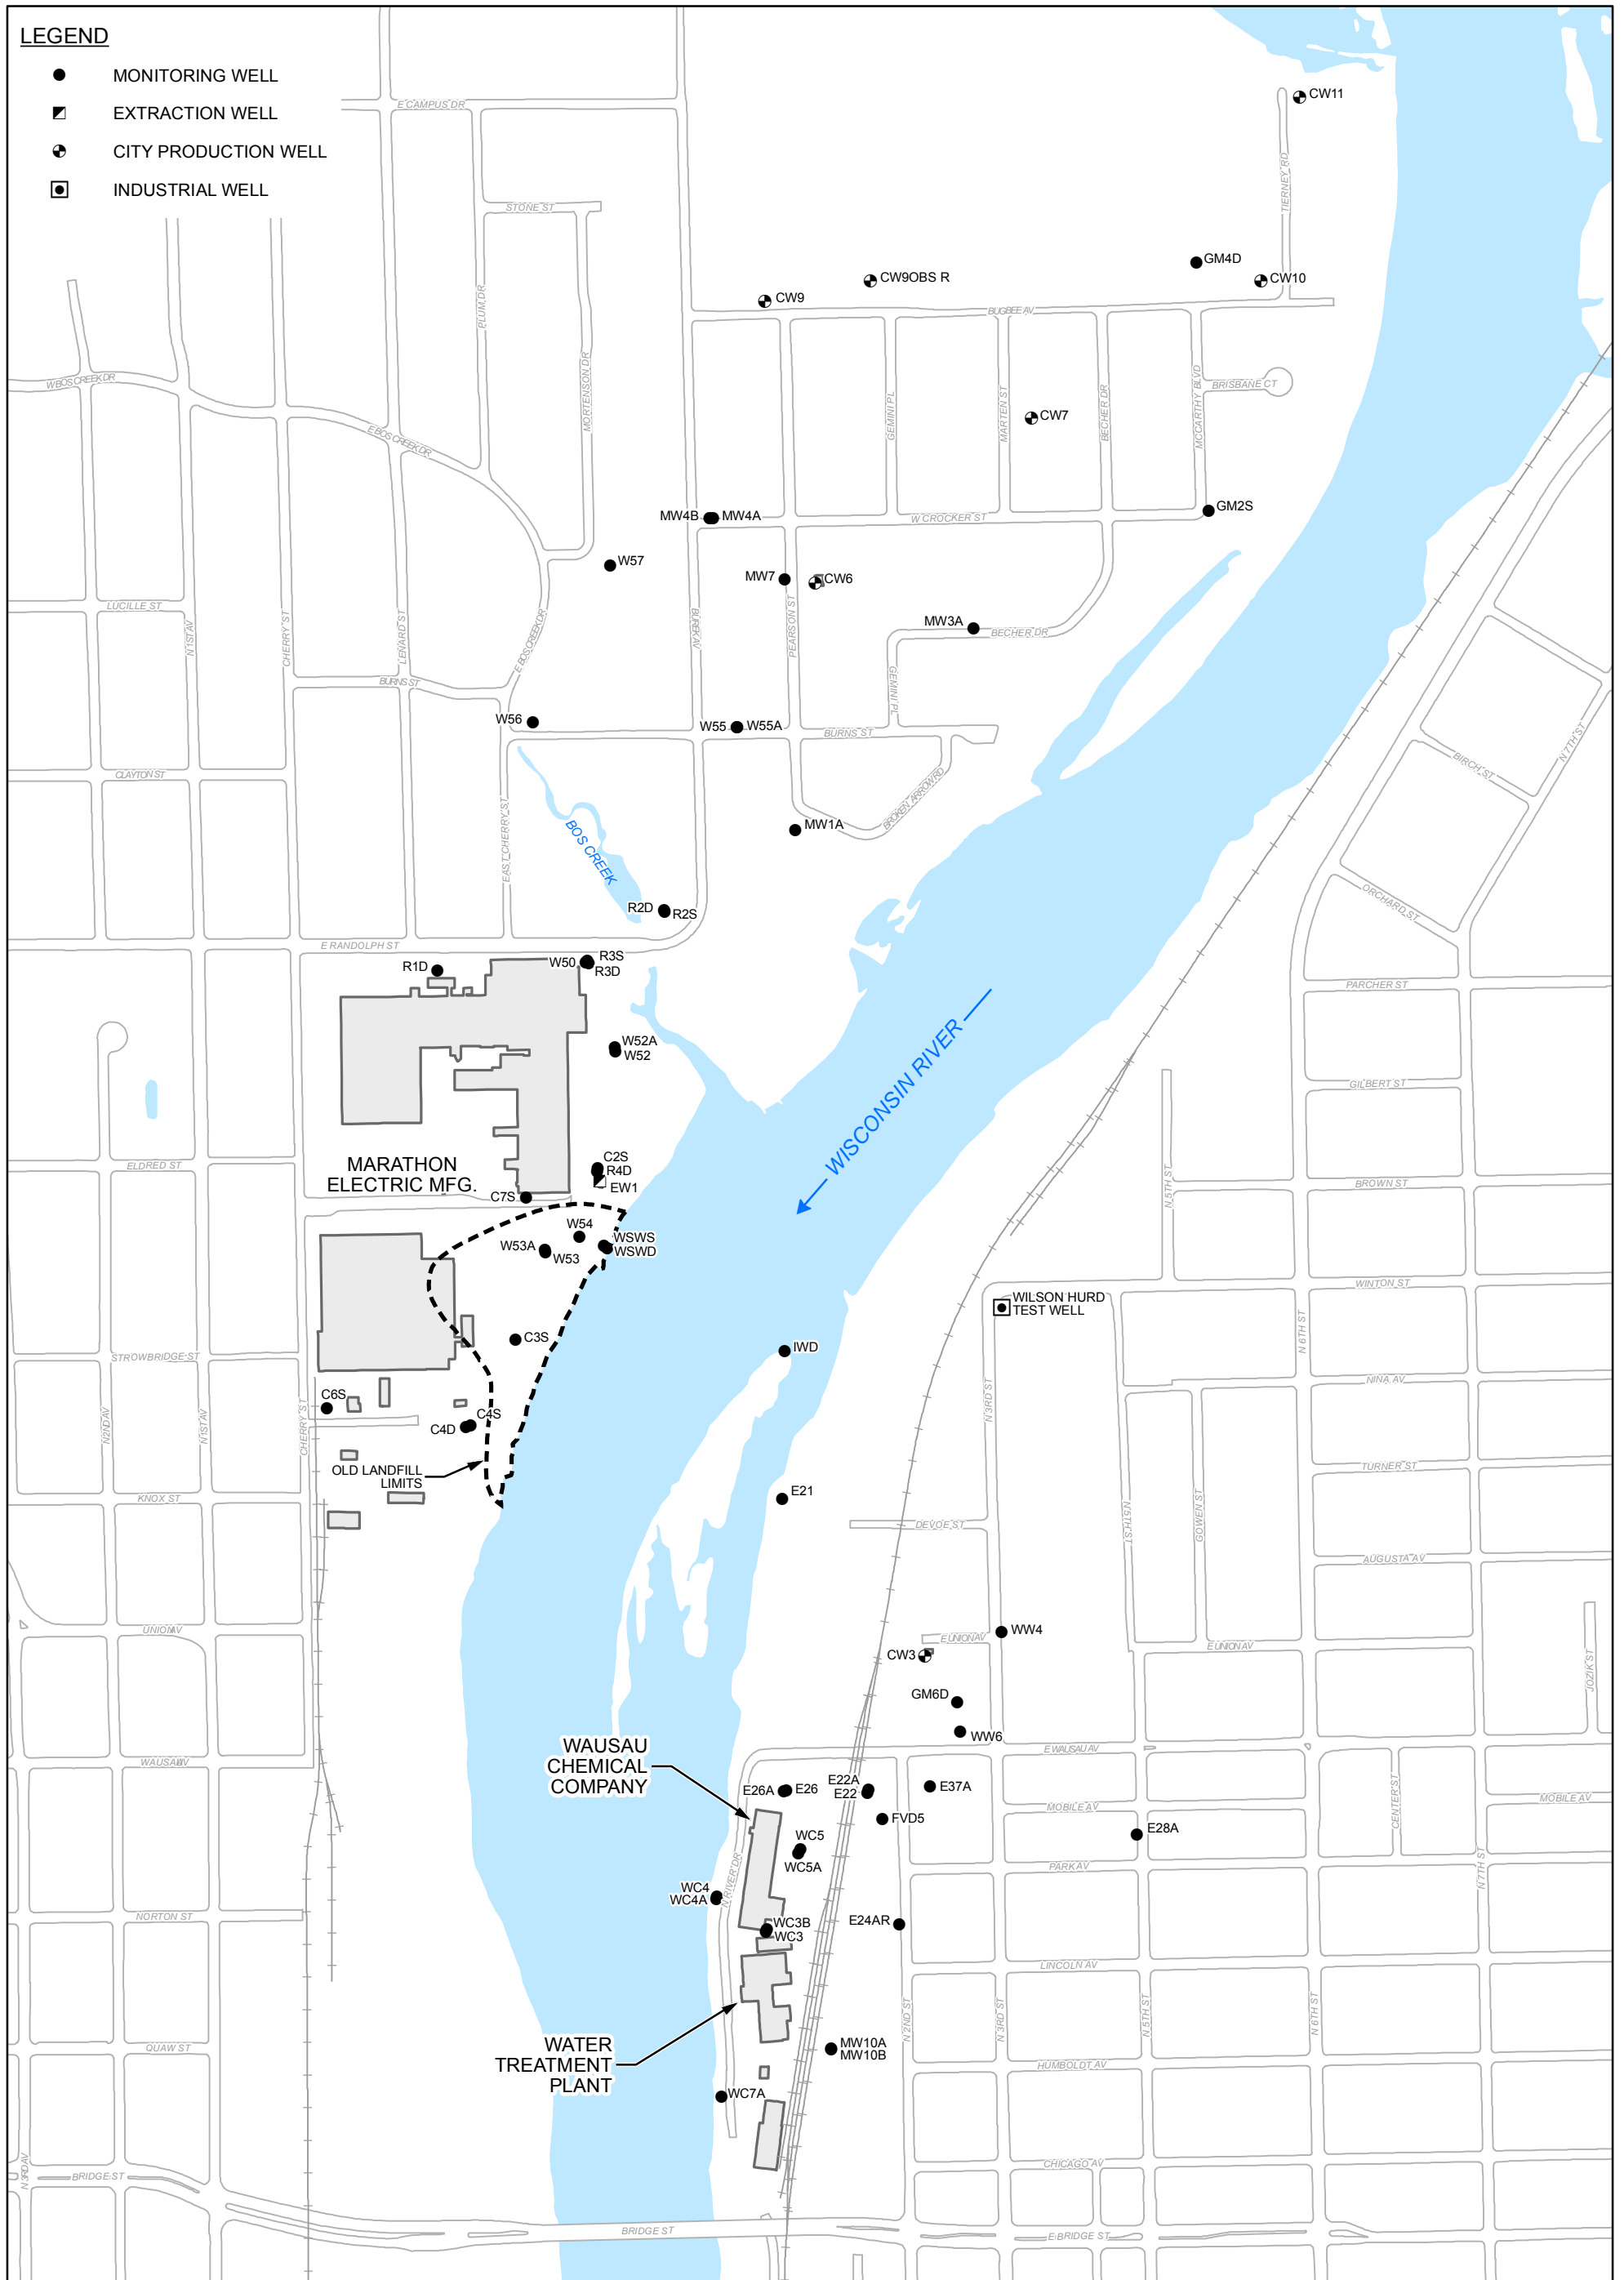 LEGEND
MONITORING WELL
EXTRACTION WELL
CITY PRODUCTION WELL
INDUSTRIAL WELL
E CAMPUS DR
CW11
TIERNEY RD
STONE ST
GM4D
CW9OBS R
CW10
CW9
PLUM DR
BUGBEE AV
MORTENSON DR
W BOS CREEK DR
BRISBANE CT
GEMINI PL
MARTEN ST
CW7
BECHER DR
MCCARTHY BLVD
E BOS CREEK DR
GM2S
MW4B
MW4A
W CROCKER ST
W57
MW7
CW6
LUCILLE ST
N 1ST AV
CHERRY ST
LENARD ST
E BOS CREEK DR
BUREK AV
PEARSON ST
MW3A
BECHER DR
BURNS ST
GEMINI PL
W56
W55
W55A
BURNS ST
N 7TH ST
BIRCH ST
CLAYTON ST
BROKEN ARROW RD
EAST CHERRY ST
BOS CREEK
MW1A
ORCHARD ST
R2D
R2S
E RANDOLPH ST
R1D
W50
R3S
R3D
PARCHER ST
W52A
W52
WISCONSIN RIVER
GILBERT ST
MARATHON
ELECTRIC MFG.
ELDRED ST
C2S
R4D
EW1
C7S
N 5TH ST
BROWN ST
W54
W53A
W53
WSWS
WSWD
WINTON ST
WILSON HURD
TEST WELL
C3S
IWD
N 6TH ST
STROWBRIDGE ST
NINA AV
C6S
N 2ND AV
N 1ST AV
CHERRY ST
C4D
C4S
N 3RD ST
OLD LANDFILL
LIMITS
TURNER ST
KNOX ST
E21
DEVOE ST
N 5TH ST
GOWEN ST
AUGUSTA AV
UNION AV
WW4
E UNION AV
E UNION AV
CW3
JOZIK ST
GM6D
WW6
WAUSAU AV
E WAUSAU AV
WAUSAU
CHEMICAL
COMPANY
E26A
E26
E22A
E22
E37A
FVD5
MOBILE AV
MOBILE AV
CENTER ST
E28A
WC5
WC5A
PARK AV
N RIVER DR
N 7TH ST
WC4
WC4A
NORTON ST
WC3B
WC3
E24AR
LINCOLN AV
N 2ND ST
N 3RD ST
N 5TH ST
N 6TH ST
WATER
TREATMENT
PLANT
MW10A
MW10B
QUAW ST
HUMBOLDT AV
WC7A
N 3RD AV
BRIDGE ST
CHICAGO AV
BRIDGE ST
E BRIDGE ST